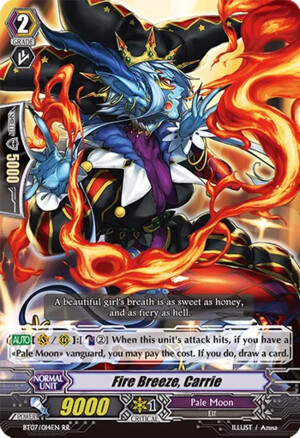 2
GRADE
5000
A beautiful girl's breath is as sweet as honey,
and as fiery as hell.
AUTO [R]:[2] When this unit's attack hits, if you have a
«Pale Moon» vanguard, you may pay the cost. If you do, draw a card.
NORMAL
UNIT
Fire Breeze, Carrie
9000
1
CRITICAL
Pale Moon
Elf
BT07/014EN RR
ILLUST / Azusa